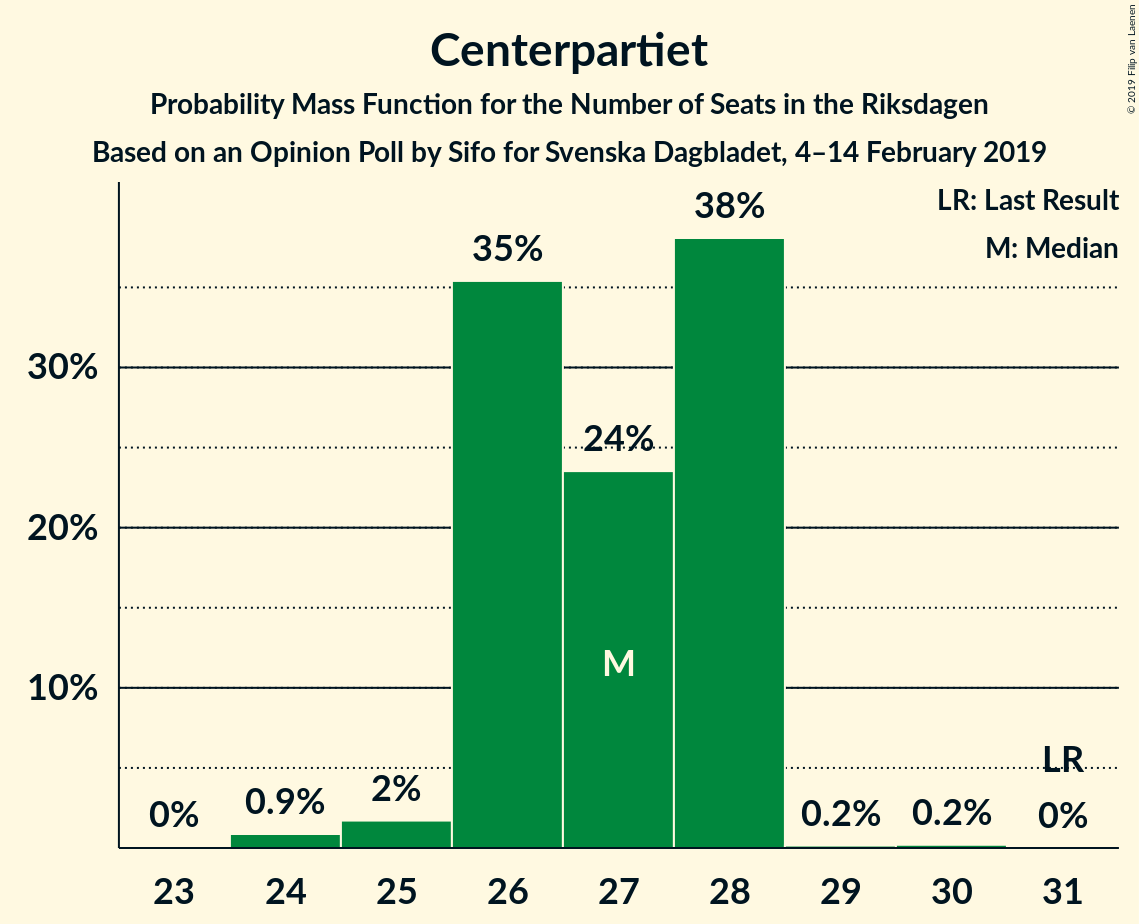 Centerpartiet
Probability Mass Function for the Number of Seats in the Riksdagen
Based on an Opinion Poll by Sifo for Svenska Dagbladet, 4–14 February 2019
© 2019 Filip van Laenen
LR: Last Result
M: Median
38%
35%
30%
24%
20%
M
10%
LR
0%
0.9%
2%
0.2%
0.2%
0%
23 24 25 26 27 28 29 30 31